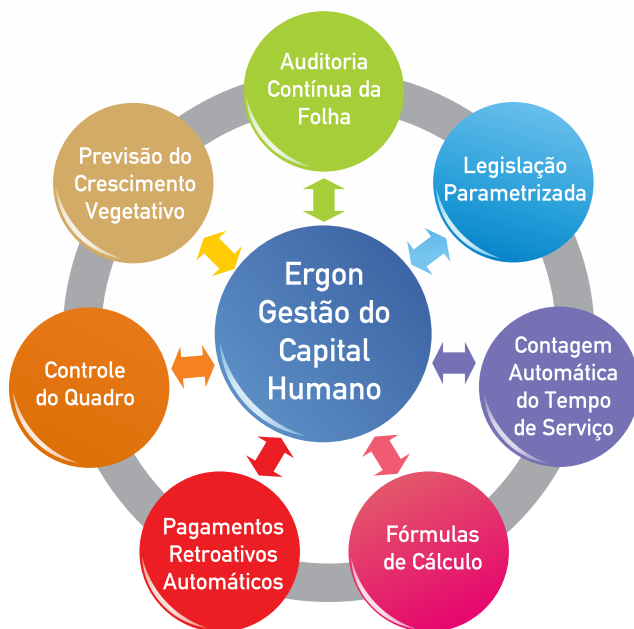 Auditoria
Contínua da
Folha
Previsão do
Crescimento
Vegetativo
Legislação
Parametrizada
Ergon
Gestão do
Capital
Humano
Controle
do Quadro
Contagem
Automática
do Tempo
de Serviço
Pagamentos
Retroativos
Automáticos
Fórmulas
de Cálculo